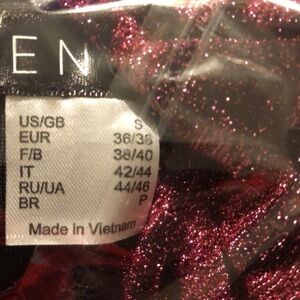 EN
US/GB S
EUR 36/38
F/B 38/40
IT 42/44
RU/UA 44/46
BR P
Made in Vietnam